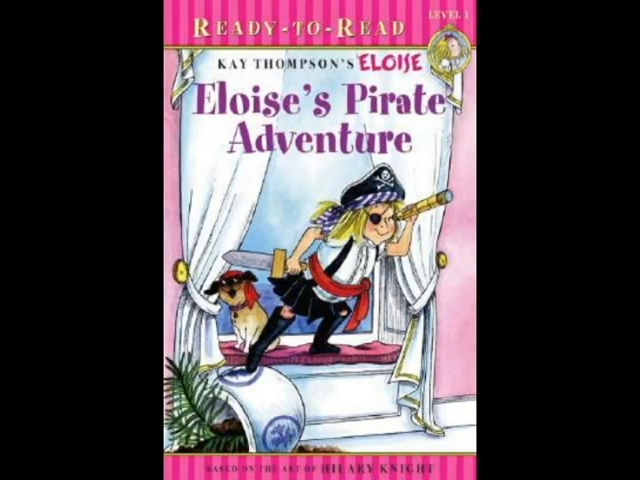 READY-TO-READ
LEVEL 1
KAY THOMPSON'S ELOISE
Eloise's Pirate
Adventure
BASED ON THE ART OF HILARY KNIGHT